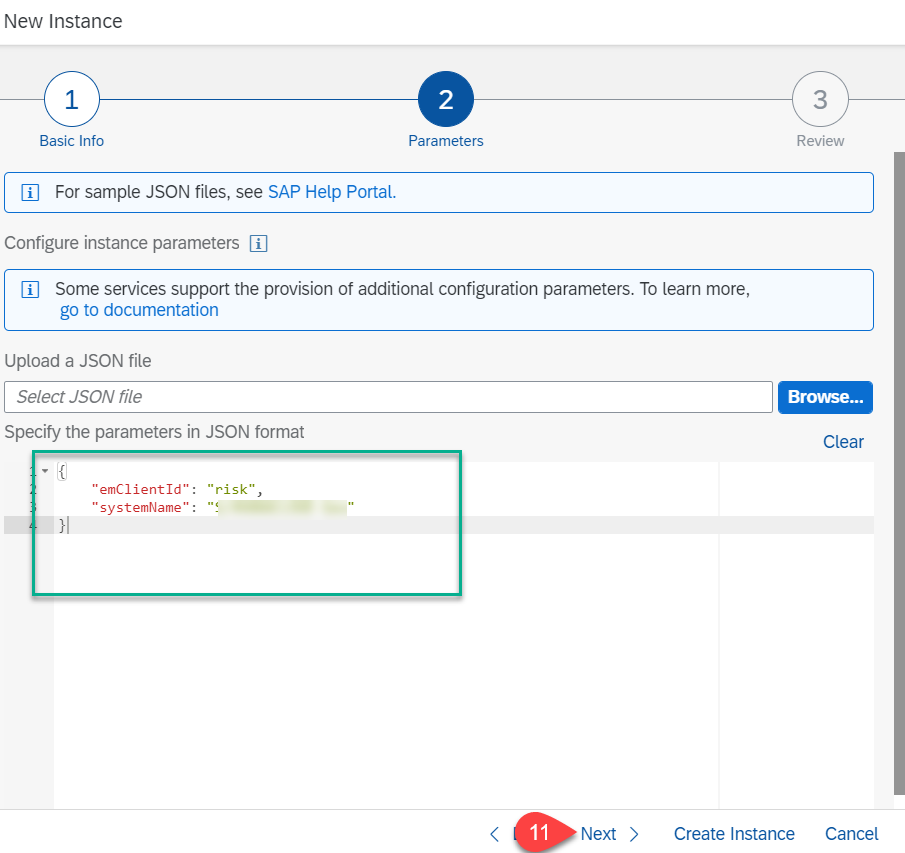 New Instance
1
2
3
Basic Info
Parameters
Review
For sample JSON files, see SAP Help Portal.
Configure instance parameters
Some services support the provision of additional configuration parameters. To learn more,
go to documentation
Upload a JSON file
Select JSON file
Browse...
Specify the parameters in JSON format
Clear
1 {
2 "emClientId": "risk",
3 "systemName": "
4 }
11
Next
Create Instance
Cancel